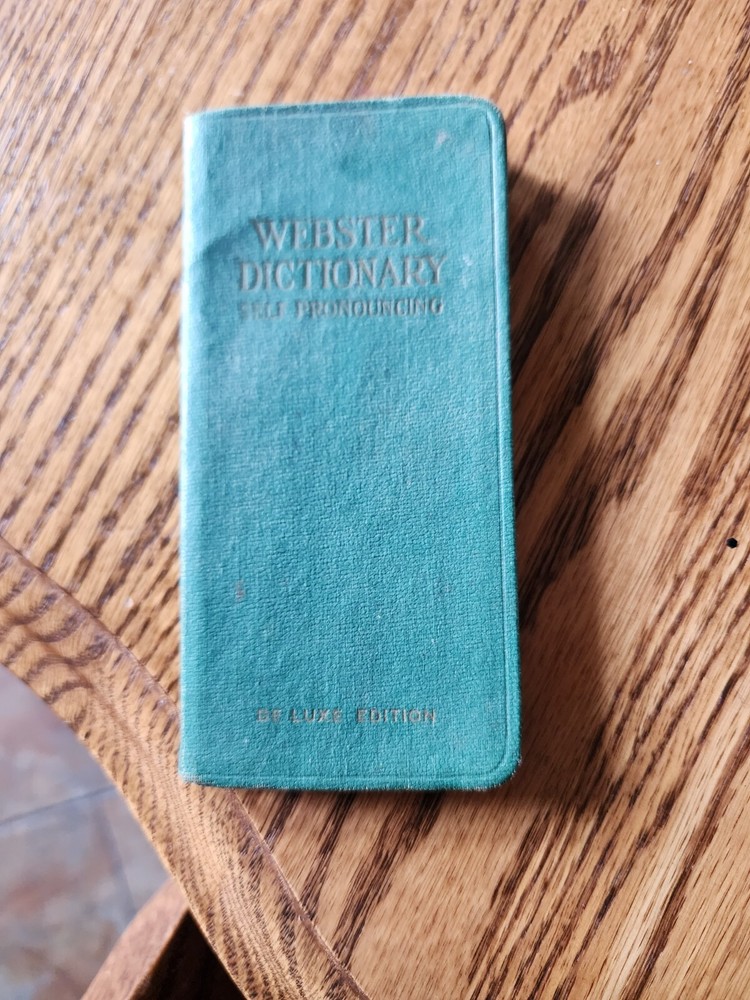 WEBSTER
DICTIONARY
SELF PRONOUNCING
DE LUXE EDITION